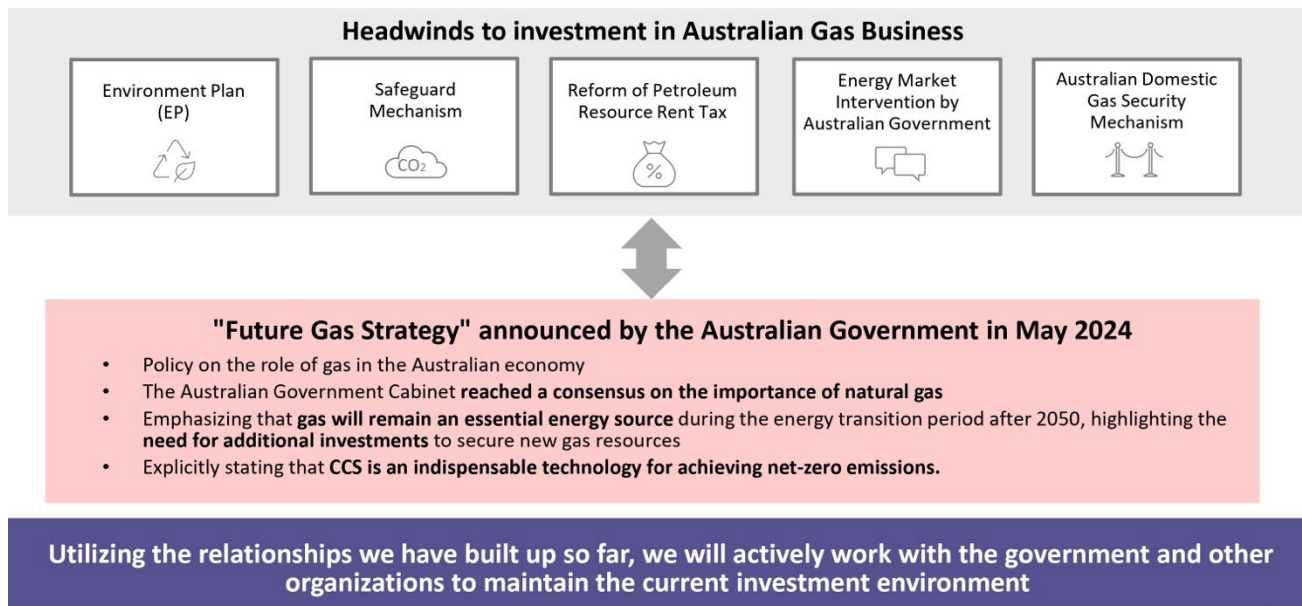 Headwinds to investment in Australian Gas Business
Environment Plan
(EP)
Safeguard
Mechanism
CO₂
Reform of Petroleum
Resource Rent Tax
%
Energy Market
Intervention by
Australian Government
Australian Domestic
Gas Security
Mechanism
"Future Gas Strategy" announced by the Australian Government in May 2024
• Policy on the role of gas in the Australian economy
• The Australian Government Cabinet reached a consensus on the importance of natural gas
• Emphasizing that gas will remain an essential energy source during the energy transition period after 2050, highlighting the
need for additional investments to secure new gas resources
• Explicitly stating that CCS is an indispensable technology for achieving net-zero emissions.
Utilizing the relationships we have built up so far, we will actively work with the government and other
organizations to maintain the current investment environment